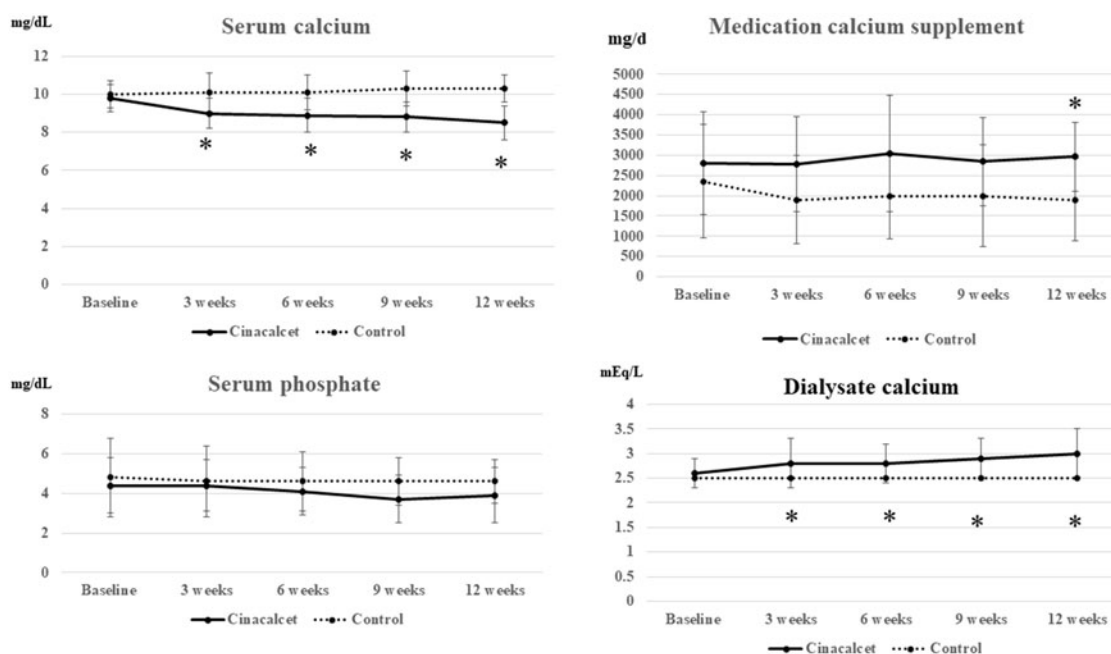 mg/dL
Serum calcium
12
10
8
6
4
2
0
* * * *
Baseline 3 weeks 6 weeks 9 weeks 12 weeks
Cinacalcet Control
Medication calcium supplement
mg/d
5000
4500
4000
3500
3000
2500
2000
1500
1000
500
0
*
Baseline 3 weeks 6 weeks 9 weeks 12 weeks
Cinacalcet Control
mg/dL
Serum phosphate
8
6
4
2
0
Baseline 3 weeks 6 weeks 9 weeks 12 weeks
Cinacalcet Control
mEq/L
Dialysate calcium
4
3.5
3
2.5
2
1.5
1
0.5
0
* * * *
Baseline 3 weeks 6 weeks 9 weeks 12 weeks
Cinacalcet Control